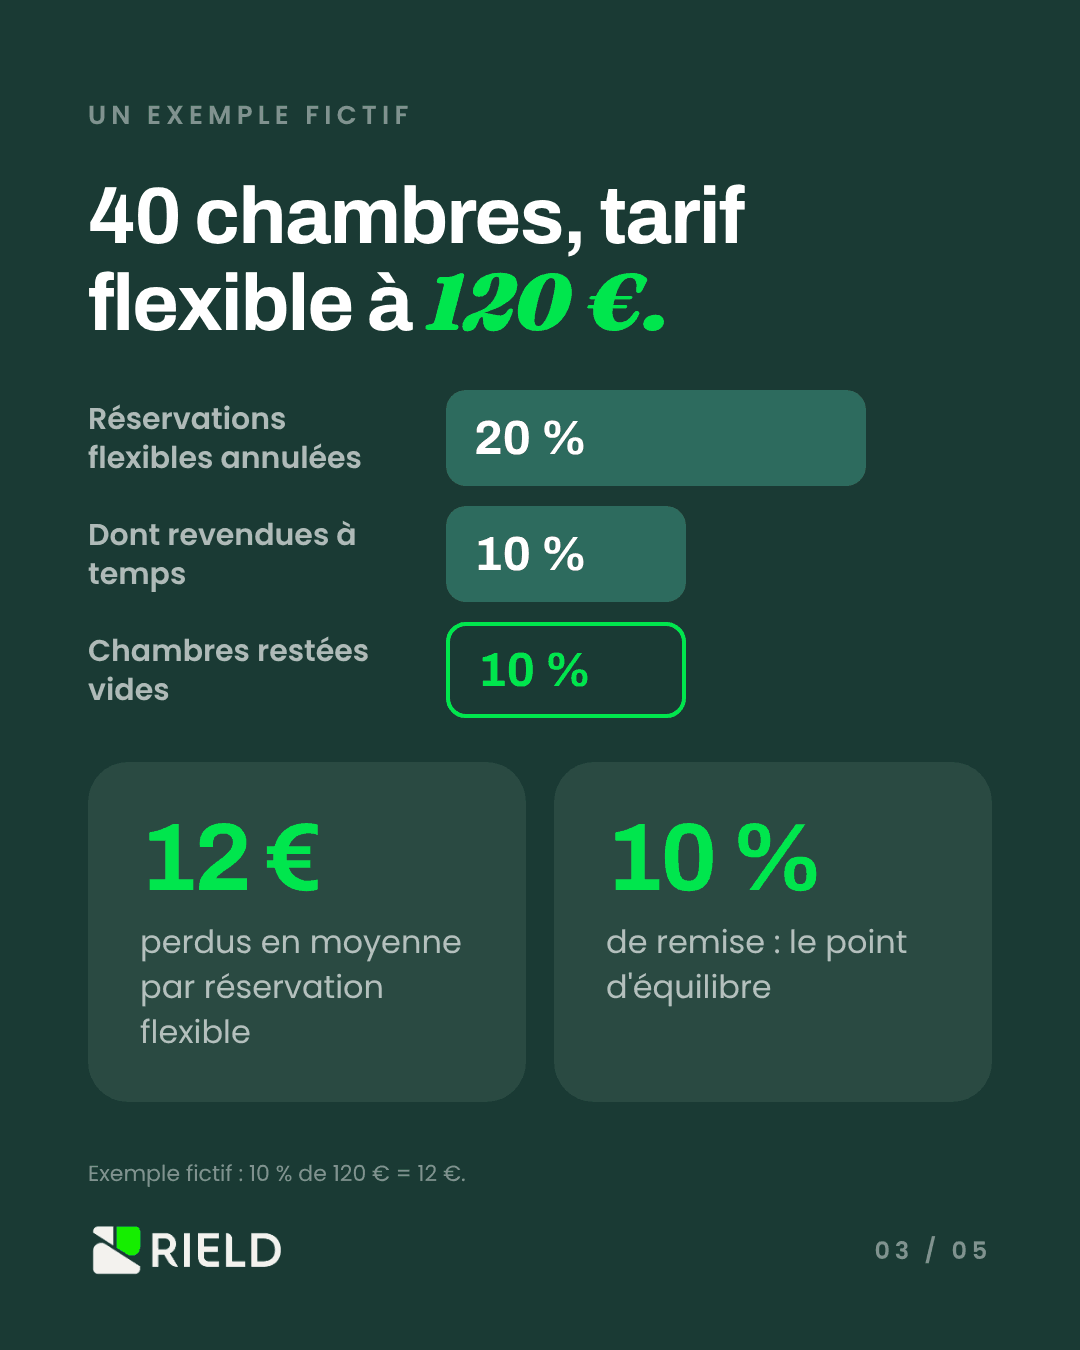 UN EXEMPLE FICTIF
40 chambres, tarif
flexible à 120 €.
Réservations
flexibles annulées
20 %
Dont revendues à
temps
10 %
Chambres restées
vides
10 %
12 €
perdus en moyenne
par réservation
flexible
10 %
de remise : le point
d'équilibre
Exemple fictif : 10 % de 120 € = 12 €.
RIELD
03 / 05